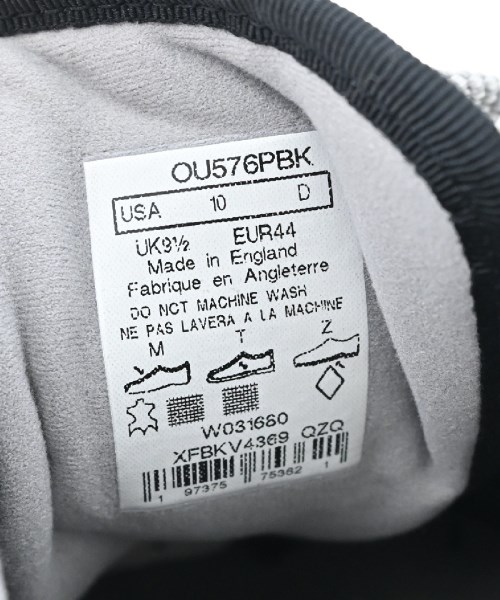 OU576PBK
USA 10 D
UK9½ EUR44
Made in England
Fabrique en Angleterre
DO NOT MACHINE WASH
NE PAS LAVERA A LA MACHINE
M T Z
W031680
XFBKV4369 QZQ
1 97375 75362 1